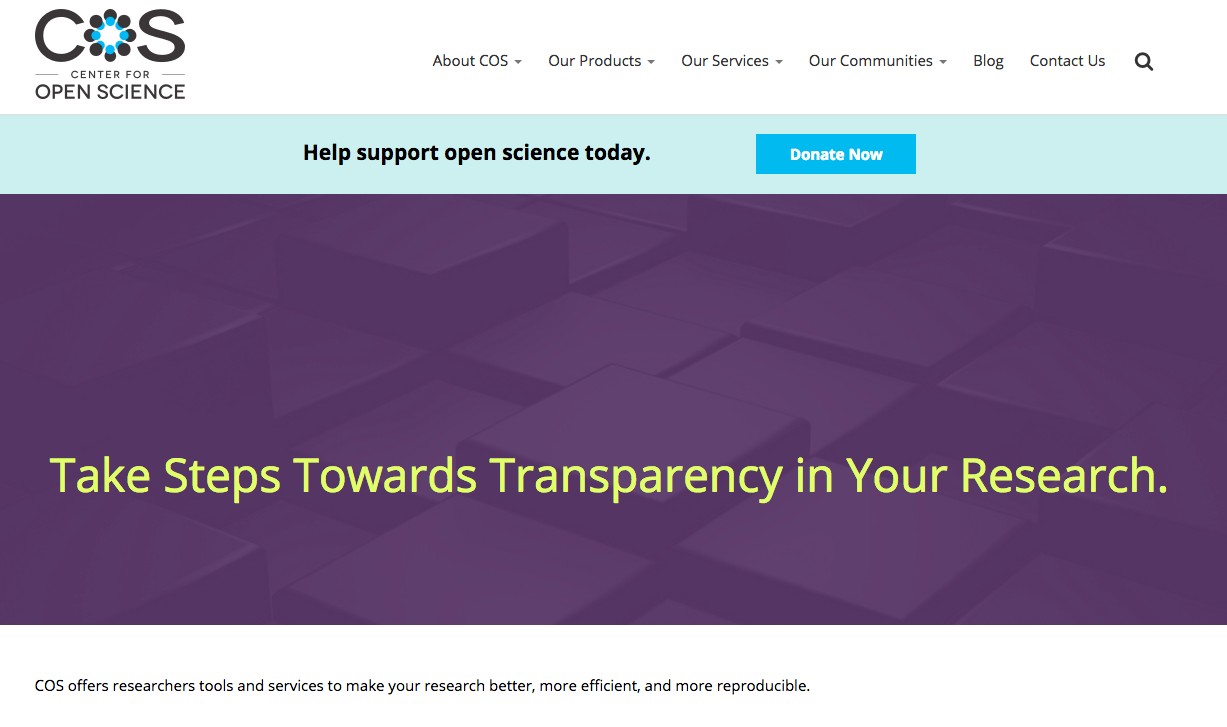 COS
CENTER FOR
OPEN SCIENCE
About COS Our Products Our Services Our Communities Blog Contact Us
Help support open science today. Donate Now
Take Steps Towards Transparency in Your Research.
COS offers researchers tools and services to make your research better, more efficient, and more reproducible.